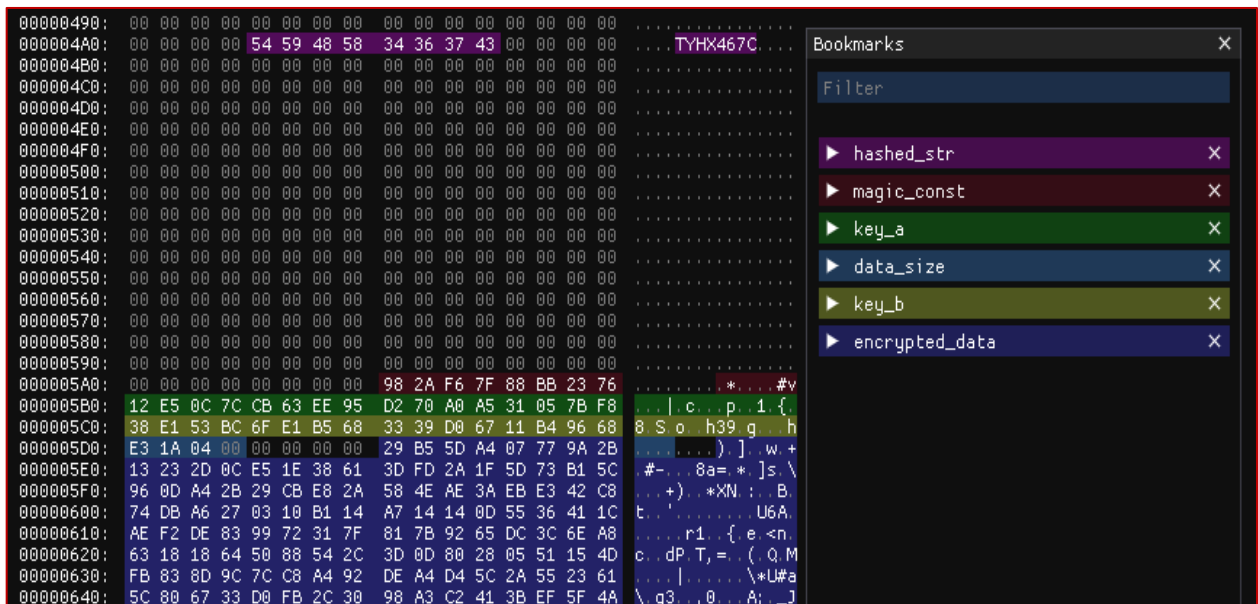 00000490: 00 00 00 00 00 00 00 00 00 00 00 00 00 00 00 00 ................
000004A0: 00 00 00 00 54 59 48 58 34 36 37 43 00 00 00 00 ....TYHX467C....
000004B0: 00 00 00 00 00 00 00 00 00 00 00 00 00 00 00 00 ................
000004C0: 00 00 00 00 00 00 00 00 00 00 00 00 00 00 00 00 ................
000004D0: 00 00 00 00 00 00 00 00 00 00 00 00 00 00 00 00 ................
000004E0: 00 00 00 00 00 00 00 00 00 00 00 00 00 00 00 00 ................
000004F0: 00 00 00 00 00 00 00 00 00 00 00 00 00 00 00 00 ................
00000500: 00 00 00 00 00 00 00 00 00 00 00 00 00 00 00 00 ................
00000510: 00 00 00 00 00 00 00 00 00 00 00 00 00 00 00 00 ................
00000520: 00 00 00 00 00 00 00 00 00 00 00 00 00 00 00 00 ................
00000530: 00 00 00 00 00 00 00 00 00 00 00 00 00 00 00 00 ................
00000540: 00 00 00 00 00 00 00 00 00 00 00 00 00 00 00 00 ................
00000550: 00 00 00 00 00 00 00 00 00 00 00 00 00 00 00 00 ................
00000560: 00 00 00 00 00 00 00 00 00 00 00 00 00 00 00 00 ................
00000570: 00 00 00 00 00 00 00 00 00 00 00 00 00 00 00 00 ................
00000580: 00 00 00 00 00 00 00 00 00 00 00 00 00 00 00 00 ................
00000590: 00 00 00 00 00 00 00 00 00 00 00 00 00 00 00 00 ................
000005A0: 00 00 00 00 00 00 00 00 98 2A F6 7F 88 BB 23 76 .........*....#v
000005B0: 12 E5 0C 7C CB 63 EE 95 D2 70 A0 A5 31 05 7B F8 ...|.c...p..1.{.
000005C0: 38 E1 53 BC 6F E1 B5 68 33 39 D0 67 11 B4 96 68 8.S.o..h39.g...h
000005D0: E3 1A 04 00 00 00 00 00 29 B5 5D A4 07 77 9A 2B ........).]..w.+
000005E0: 13 23 2D 0C E5 1E 38 61 3D FD 2A 1F 5D 73 B1 5C .#-...8a=.*.]s.\
000005F0: 96 0D A4 2B 29 CB E8 2A 58 4E AE 3A EB E3 42 C8 ...+)..*XN.:..B.
00000600: 74 DB A6 27 03 10 B1 14 A7 14 14 0D 55 36 41 1C t..'........U6A.
00000610: AE F2 DE 83 99 72 31 7F 81 7B 92 65 DC 3C 6E A8 .....r1..{.e.<n.
00000620: 63 18 18 64 50 88 54 2C 3D 0D 80 28 05 51 15 4D c..dP.T,=..(.Q.M
00000630: FB 83 8D 9C 7C C8 A4 92 DE A4 D4 5C 2A 55 23 61 ....|......\*U#a
00000640: 5C 80 67 33 D0 FB 2C 30 98 A3 C2 41 3B EF 5F 4A \.g3..,0...A;._J
Bookmarks
Filter
hashed_str
magic_const
key_a
data_size
key_b
encrypted_data